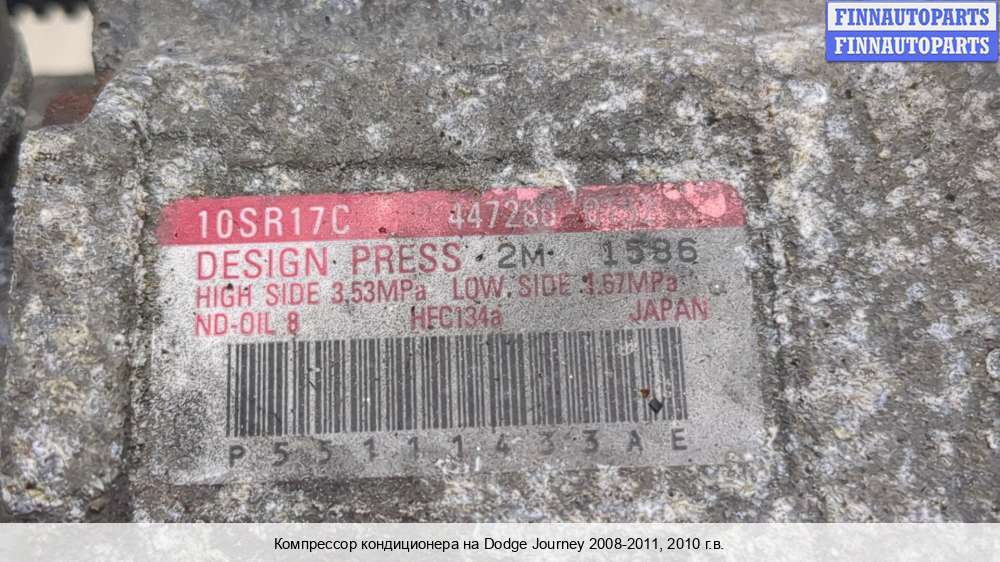 FINNAUTOPARTS
FINNAUTOPARTS
10SR17C
DESIGN PRESS 2M 1586
HIGH SIDE 3.53MPa LOW SIDE 1.67MPa
ND-OIL 8 HFC134a JAPAN
P55111433AE
Компрессор кондиционера на Dodge Journey 2008-2011, 2010 г.в.